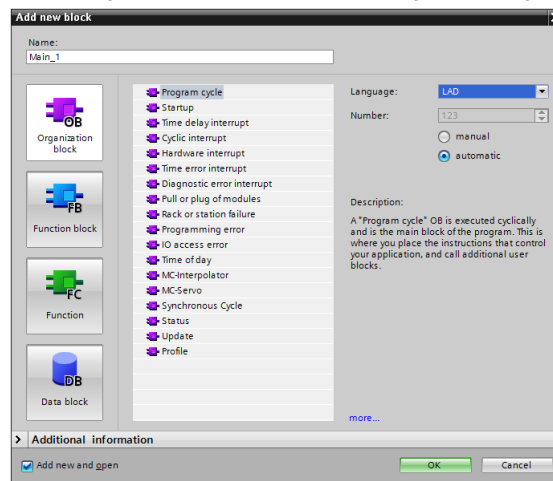 Add new block
Name:
Main_1
OB
Organization
block
FB
Function block
FC
Function
DB
Data block
Program cycle
Startup
Time delay interrupt
Cyclic interrupt
Hardware interrupt
Time error interrupt
Diagnostic error interrupt
Pull or plug of modules
Rack or station failure
Programming error
IO access error
Time of day
MC-Interpolator
MC-Servo
Synchronous Cycle
Status
Update
Profile
Language:
LAD
Number:
123
manual
automatic
Description:
A "Program cycle" OB is executed cyclically
and is the main block of the program. This is
where you place the instructions that control
your application, and call additional user
blocks.
more...
> Additional information
Add new and open
OK
Cancel